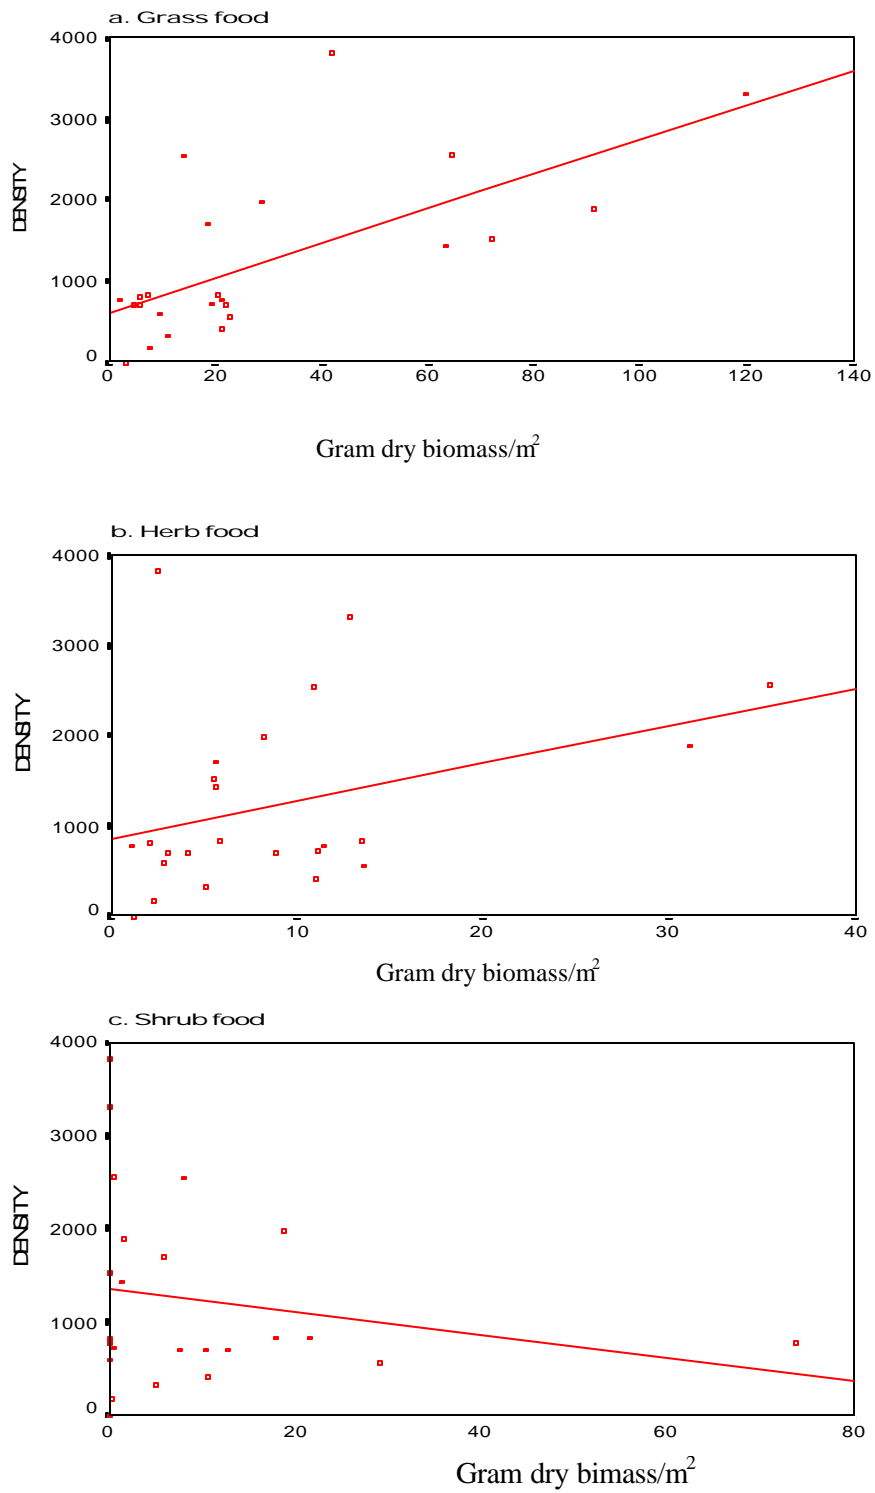 a. Grass food
4000
3000
2000
1000
0
DENSITY
0 20 40 60 80 100 120 140
Gram dry biomass/m²
b. Herb food
4000
3000
2000
1000
0
DENSITY
0 10 20 30 40
Gram dry biomass/m²
c. Shrub food
4000
3000
2000
1000
0
DENSITY
0 20 40 60 80
Gram dry bimass/m²